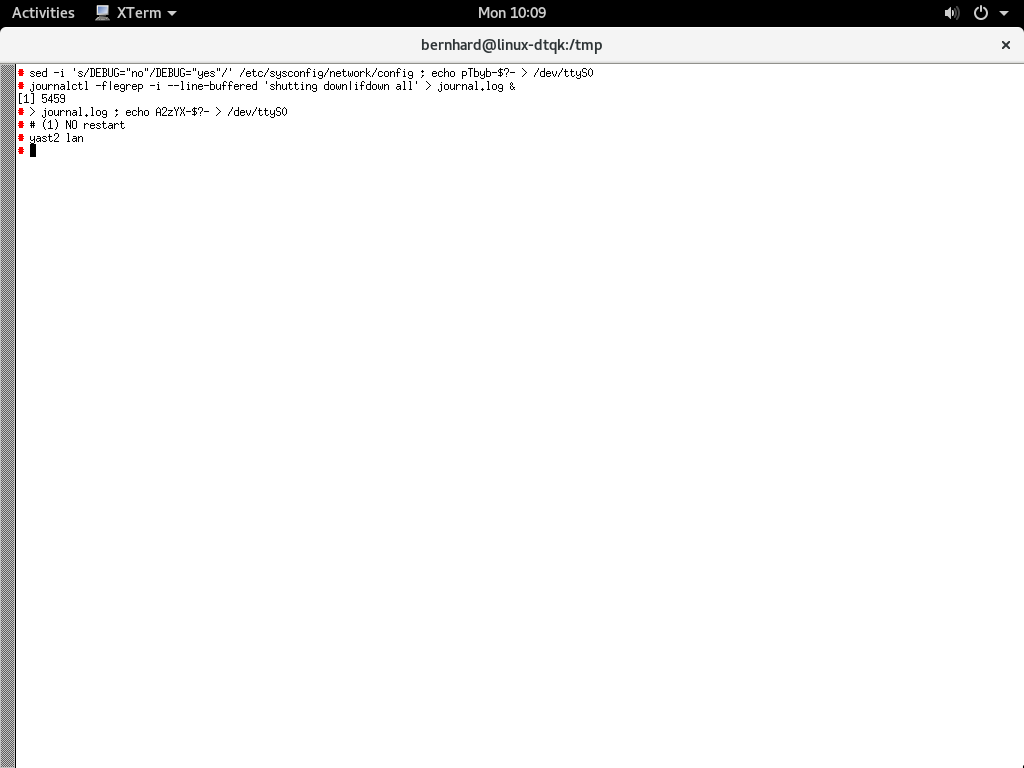 Activities XTerm Mon 10:09
bernhard@linux-dtqk:/tmp ×
# sed -i 's/DEBUG="no"/DEBUG="yes"/' /etc/sysconfig/network/config ; echo pTbyb-$?- > /dev/ttyS0
# journalctl -f|egrep -i --line-buffered 'shutting down|ifdown all' > journal.log &
[1] 5459
# > journal.log ; echo A2zYX-$?- > /dev/ttyS0
# # (1) NO restart
# yast2 lan
#